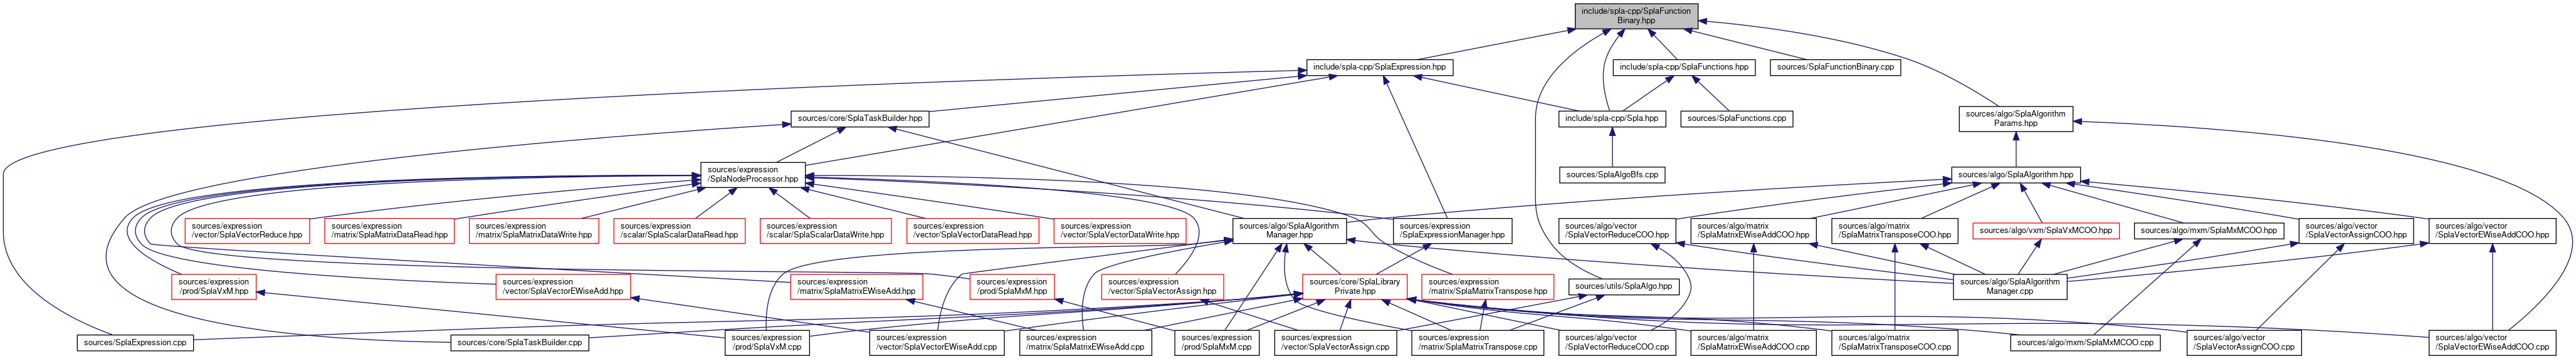 include/spla-cpp/SplaFunction
Binary.hpp
include/spla-cpp/SplaExpression.hpp
include/spla-cpp/SplaFunctions.hpp
sources/SplaFunctionBinary.cpp
sources/core/SplaTaskBuilder.hpp
include/spla-cpp/Spla.hpp
sources/SplaFunctions.cpp
sources/algo/SplaAlgorithm
Params.hpp
sources/expression
/SplaNodeProcessor.hpp
sources/SplaAlgoBfs.cpp
sources/algo/SplaAlgorithm.hpp
sources/expression
/vector/SplaVectorReduce.hpp
sources/expression
/matrix/SplaMatrixDataRead.hpp
sources/expression
/matrix/SplaMatrixDataWrite.hpp
sources/expression
/scalar/SplaScalarDataRead.hpp
sources/expression
/scalar/SplaScalarDataWrite.hpp
sources/expression
/vector/SplaVectorDataRead.hpp
sources/expression
/vector/SplaVectorDataWrite.hpp
sources/algo/SplaAlgorithm
Manager.hpp
sources/expression
/SplaExpressionManager.hpp
sources/algo/vector
/SplaVectorReduceCOO.hpp
sources/algo/matrix
/SplaMatrixEWiseAddCOO.hpp
sources/algo/matrix
/SplaMatrixTransposeCOO.hpp
sources/algo/vxm/SplaVxMCOO.hpp
sources/algo/mxm/SplaMxMCOO.hpp
sources/algo/vector
/SplaVectorAssignCOO.hpp
sources/algo/vector
/SplaVectorEWiseAddCOO.hpp
sources/expression
/prod/SplaVxM.hpp
sources/expression
/vector/SplaVectorEWiseAdd.hpp
sources/expression
/matrix/SplaMatrixEWiseAdd.hpp
sources/expression
/prod/SplaMxM.hpp
sources/expression
/vector/SplaVectorAssign.hpp
sources/core/SplaLibrary
Private.hpp
sources/expression
/matrix/SplaMatrixTranspose.hpp
sources/utils/SplaAlgo.hpp
sources/algo/SplaAlgorithm
Manager.cpp
sources/SplaExpression.cpp
sources/core/SplaTaskBuilder.cpp
sources/expression
/prod/SplaVxM.cpp
sources/expression
/vector/SplaVectorEWiseAdd.cpp
sources/expression
/matrix/SplaMatrixEWiseAdd.cpp
sources/expression
/prod/SplaMxM.cpp
sources/expression
/vector/SplaVectorAssign.cpp
sources/expression
/matrix/SplaMatrixTranspose.cpp
sources/algo/vector
/SplaVectorReduceCOO.cpp
sources/algo/matrix
/SplaMatrixEWiseAddCOO.cpp
sources/algo/matrix
/SplaMatrixTransposeCOO.cpp
sources/algo/mxm/SplaMxMCOO.cpp
sources/algo/vector
/SplaVectorAssignCOO.cpp
sources/algo/vector
/SplaVectorEWiseAddCOO.cpp